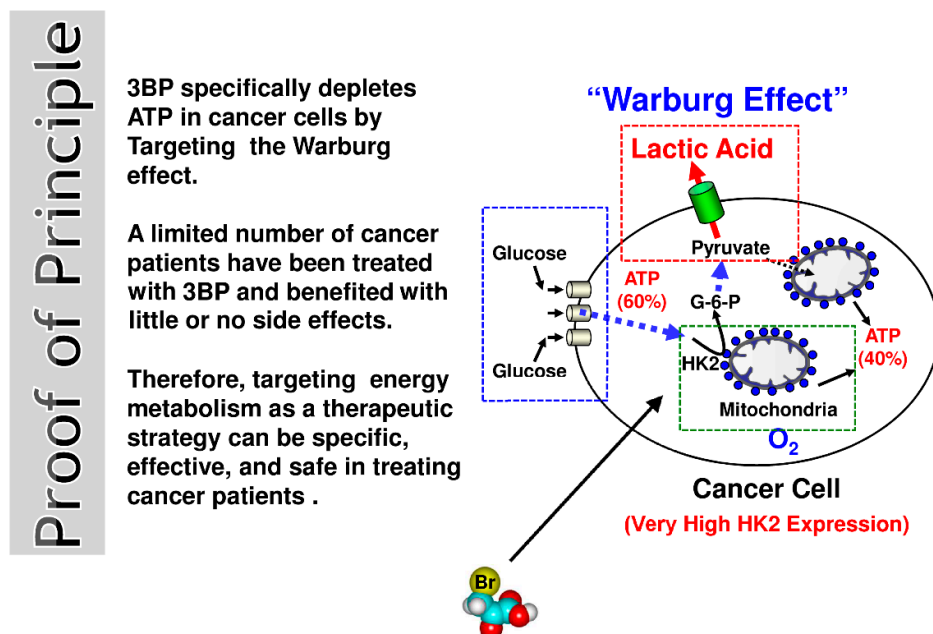 Proof of Principle
3BP specifically depletes
ATP in cancer cells by
Targeting the Warburg
effect.
A limited number of cancer
patients have been treated
with 3BP and benefited with
little or no side effects.
Therefore, targeting energy
metabolism as a therapeutic
strategy can be specific,
effective, and safe in treating
cancer patients .
“Warburg Effect”
Lactic Acid
Glucose
Pyruvate
ATP
(60%)
G-6-P
ATP
(40%)
HK2
Glucose
Mitochondria
O₂
Cancer Cell
(Very High HK2 Expression)
Br